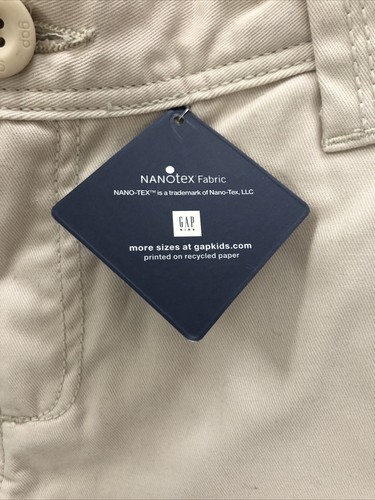 gap
NANOtex Fabric
NANO-TEX™ is a trademark of Nano-Tex, LLC
GAP
KIDS
more sizes at gapkids.com
printed on recycled paper